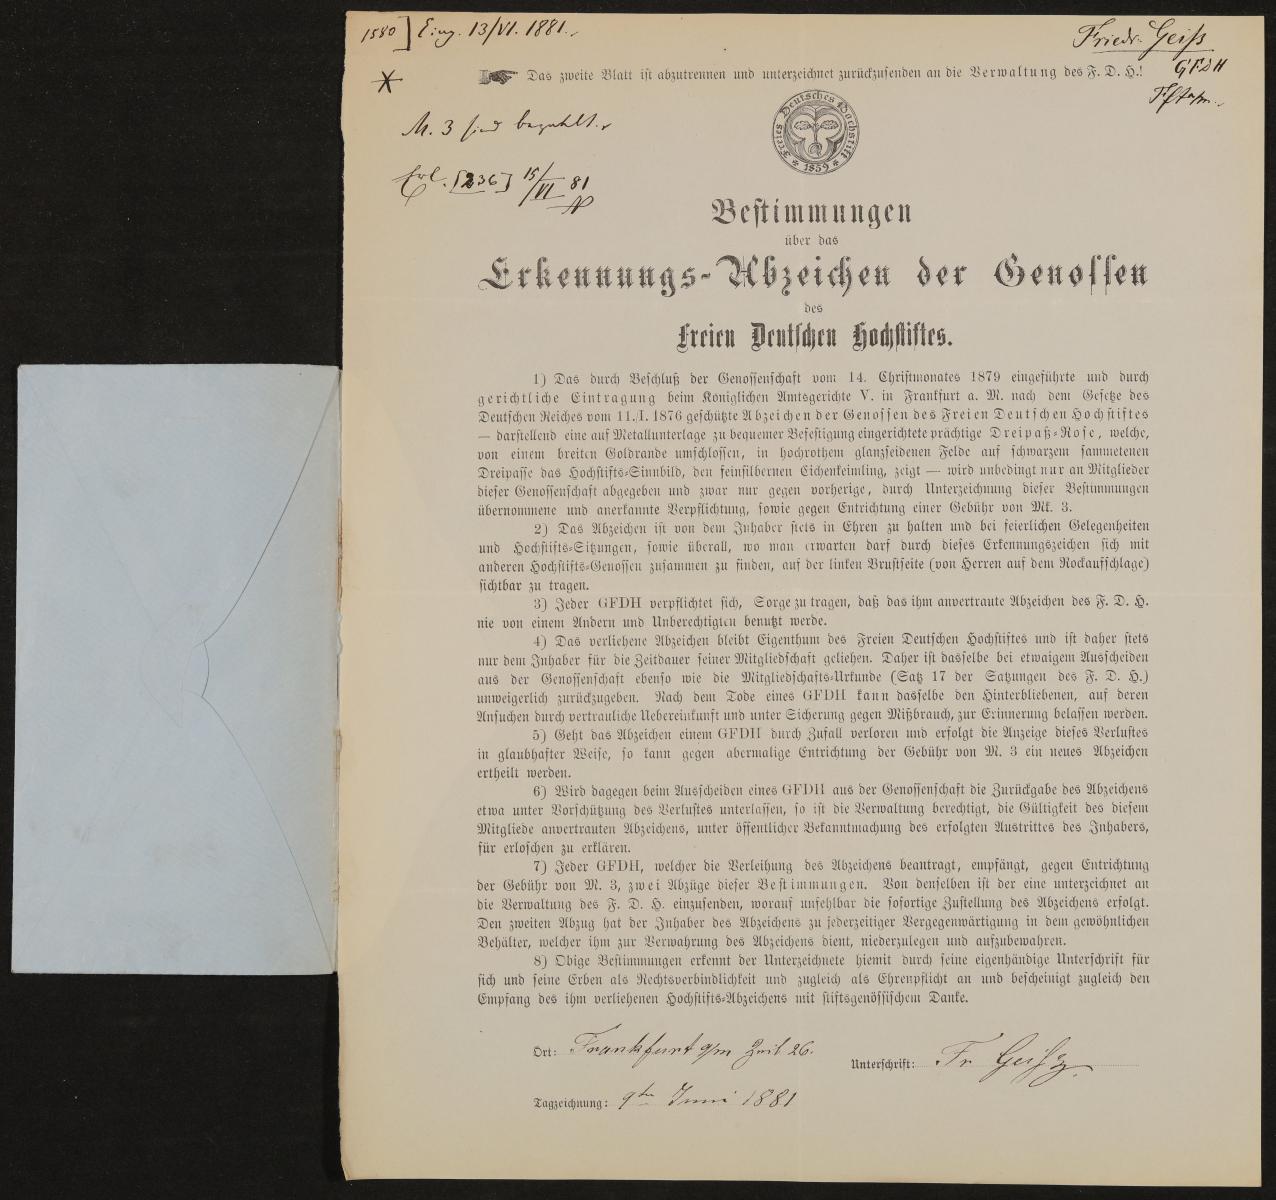 1580] Eing. 13/VI. 1881.
Friedr. Geiß
GFDH
Das zweite Blatt ist abzutrennen und unterzeichnet zurückzusenden an die Verwaltung des F. D. H.!
M. 3 sind bezahlt.
Freies Deutsches Hochstift
* 1859 *
Erl. [236] 15/VI 81
Bestimmungen
über das
Erkennungs-Abzeichen der Genossen
des
Freien Deutschen Hochstiftes.
1) Das durch Beschluß der Genossenschaft vom 14. Christmonates 1879 eingeführte und durch
gerichtliche Eintragung beim Königlichen Amtsgerichte V. in Frankfurt a. M. nach dem Gesetze des
Deutschen Reiches vom 11./I. 1876 geschützte Abzeichen der Genossen des Freien Deutschen Hochstiftes
— darstellend eine auf Metallunterlage zu bequemer Befestigung eingerichtete prächtige Dreipaß-Rose, welche,
von einem breiten Goldrande umschlossen, in hochrothem glanzseidenen Felde auf schwarzem sammetenen
Dreipasse das Hochstifts-Sinnbild, den feinsilbernen Eichenkeimling, zeigt — wird unbedingt nur an Mitglieder
dieser Genossenschaft abgegeben und zwar nur gegen vorherige, durch Unterzeichnung dieser Bestimmungen
übernommene und anerkannte Verpflichtung, sowie gegen Entrichtung einer Gebühr von Mk. 3.
2) Das Abzeichen ist von dem Inhaber stets in Ehren zu halten und bei feierlichen Gelegenheiten
und Hochstifts-Sitzungen, sowie überall, wo man erwarten darf durch dieses Erkennungszeichen sich mit
anderen Hochstifts-Genossen zusammen zu finden, auf der linken Brustseite (von Herren auf dem Rockaufschlage)
sichtbar zu tragen.
3) Jeder GFDH verpflichtet sich, Sorge zu tragen, daß das ihm anvertraute Abzeichen des F. D. H.
nie von einem Andern und Unberechtigten benutzt werde.
4) Das verliehene Abzeichen bleibt Eigenthum des Freien Deutschen Hochstiftes und ist daher stets
nur dem Inhaber für die Zeitdauer seiner Mitgliedschaft geliehen. Daher ist dasselbe bei etwaigem Ausscheiden
aus der Genossenschaft ebenso wie die Mitgliedschafts-Urkunde (Satz 17 der Satzungen des F. D. H.)
unweigerlich zurückzugeben. Nach dem Tode eines GFDH kann dasselbe den Hinterbliebenen, auf deren
Ansuchen durch vertrauliche Uebereinkunft und unter Sicherung gegen Mißbrauch, zur Erinnerung belassen werden.
5) Geht das Abzeichen einem GFDH durch Zufall verloren und erfolgt die Anzeige dieses Verlustes
in glaubhafter Weise, so kann gegen abermalige Entrichtung der Gebühr von M. 3 ein neues Abzeichen
ertheilt werden.
6) Wird dagegen beim Ausscheiden eines GFDH aus der Genossenschaft die Zurückgabe des Abzeichens
etwa unter Vorschützung des Verlustes unterlassen, so ist die Verwaltung berechtigt, die Gültigkeit des diesem
Mitgliede anvertrauten Abzeichens, unter öffentlicher Bekanntmachung des erfolgten Austrittes des Inhabers,
für erloschen zu erklären.
7) Jeder GFDH, welcher die Verleihung des Abzeichens beantragt, empfängt, gegen Entrichtung
der Gebühr von M. 3, zwei Abzüge dieser Bestimmungen. Von denselben ist der eine unterzeichnet an
die Verwaltung des F. D. H. einzusenden, worauf unfehlbar die sofortige Zustellung des Abzeichens erfolgt.
Den zweiten Abzug hat der Inhaber des Abzeichens zu jederzeitiger Vergegenwärtigung in dem gewöhnlichen
Behälter, welcher ihm zur Verwahrung des Abzeichens dient, niederzulegen und aufzubewahren.
8) Obige Bestimmungen erkennt der Unterzeichnete hiemit durch seine eigenhändige Unterschrift für
sich und seine Erben als Rechtsverbindlichkeit und zugleich als Ehrenpflicht an und bescheinigt zugleich den
Empfang des ihm verliehenen Hochstifts-Abzeichens mit stiftsgenössischem Danke.
Ort: Frankfurt a/m Zeil 26.
Unterschrift: Fr Geisz
Tagzeichnung: 9ten Juni 1881